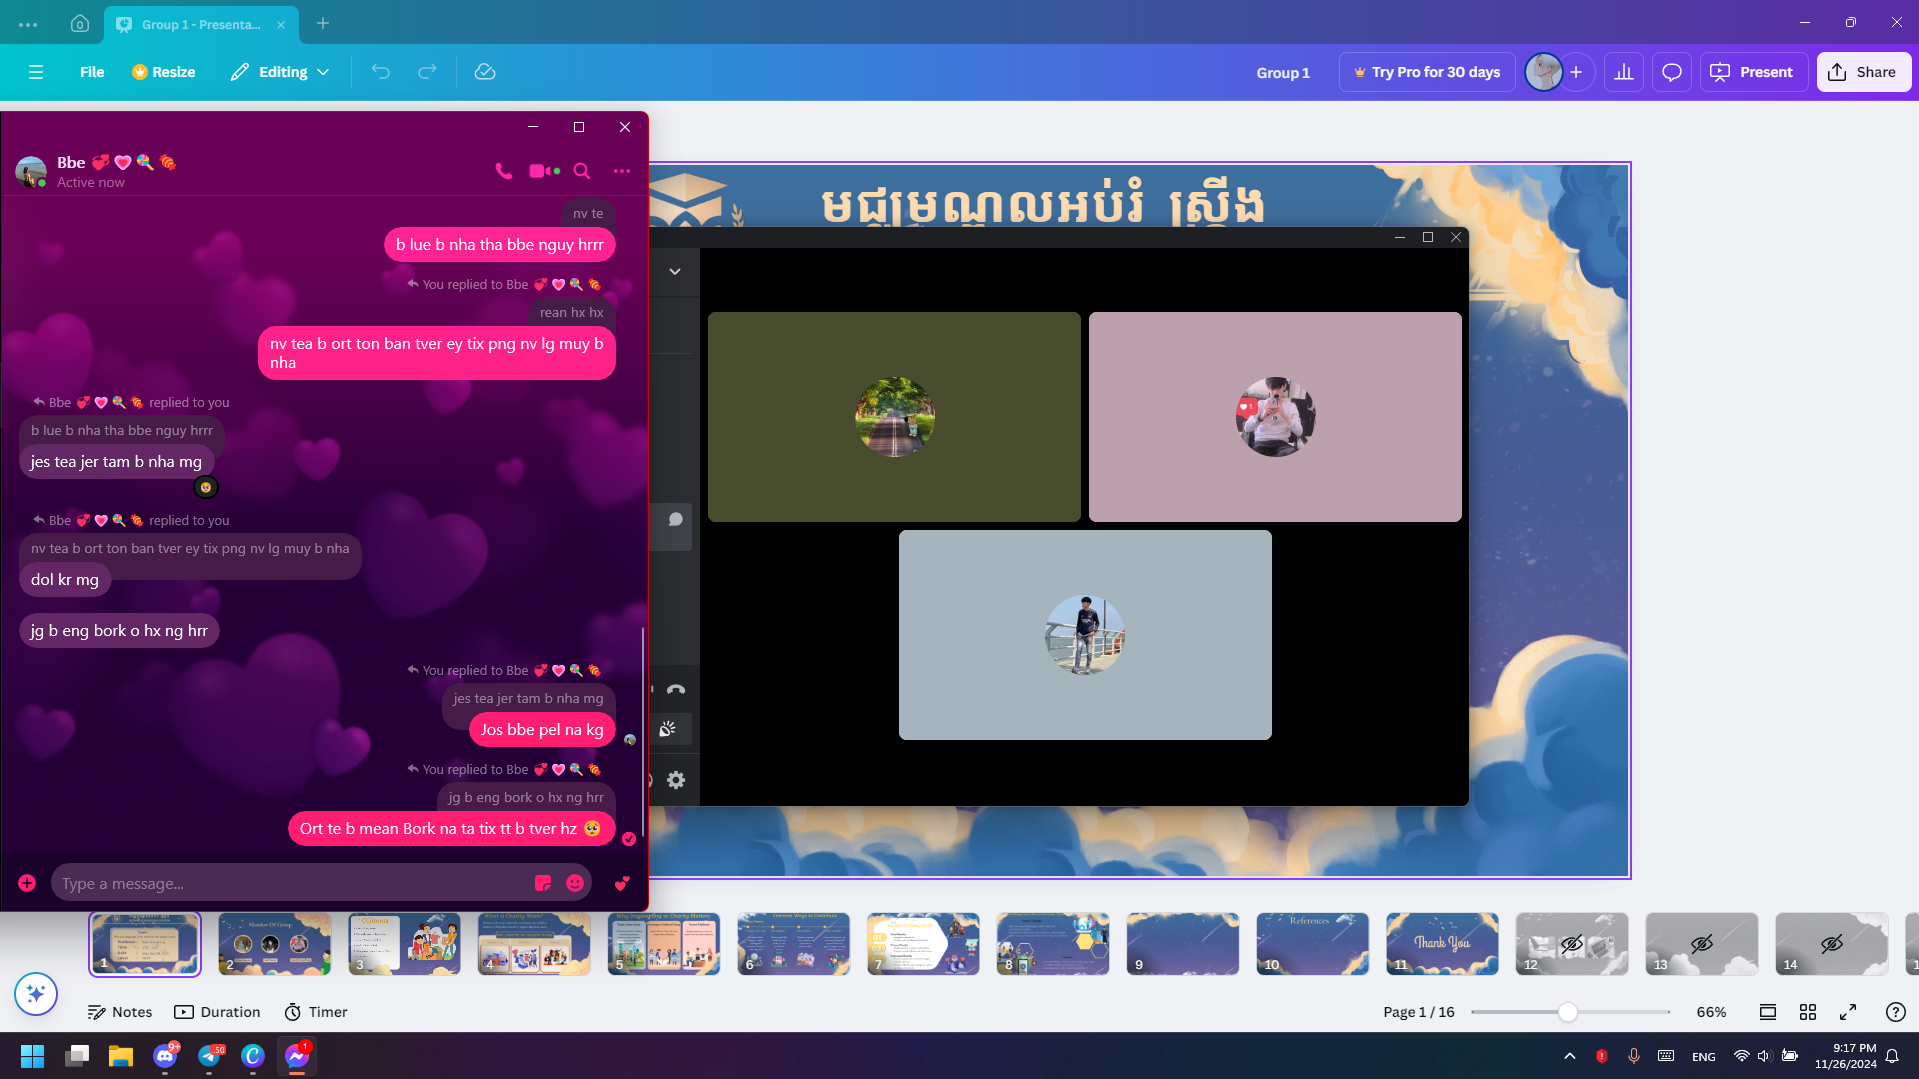 Group 1 - Presenta...
File
Resize
Editing
Group 1
Try Pro for 30 days
Present
Share
Bbe 💞 💗 🍭 🍬
Active now
nv te
b lue b nha tha bbe nguy hrrr
You replied to Bbe 💞 💗 🍭 🍬
rean hx hx
nv tea b ort ton ban tver ey tix png nv lg muy b
nha
Bbe 💞 💗 🍭 🍬 replied to you
b lue b nha tha bbe nguy hrrr
jes tea jer tam b nha mg
Bbe 💞 💗 🍭 🍬 replied to you
nv tea b ort ton ban tver ey tix png nv lg muy b nha
dol kr mg
jg b eng bork o hx ng hrr
You replied to Bbe 💞 💗 🍭 🍬
jes tea jer tam b nha mg
Jos bbe pel na kg
You replied to Bbe 💞 💗 🍭 🍬
jg b eng bork o hx ng hrr
Ort te b mean Bork na ta tix tt b tver hz 🥺
Type a message...
មជ្ឈមណ្ឌលអប់រំ ស្រ៊ីង
1
2 Member Of Group
3 Contents
4 What is Charity Work?
5 Why Engaging in Charity Matters
6 Common Ways to Contribute
7
8
9
10 References
11 Thank You
12
13
14
Notes
Duration
Timer
Page 1 / 16
66%
9+
50
1
ENG
9:17 PM
11/26/2024